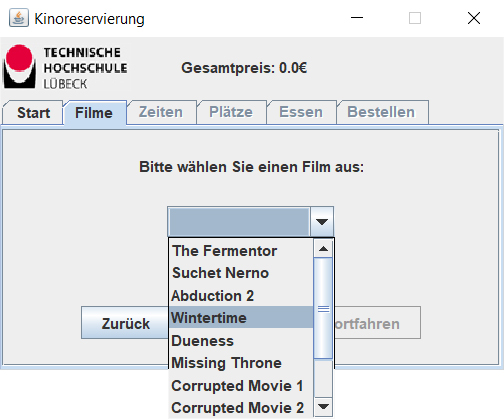 Kinoreservierung
TECHNISCHE
HOCHSCHULE
LÜBECK
Gesamtpreis: 0.0€
Start Filme Zeiten Plätze Essen Bestellen
Bitte wählen Sie einen Film aus:
The Fermentor
Suchet Nerno
Abduction 2
Wintertime
Dueness
Missing Throne
Corrupted Movie 1
Corrupted Movie 2
Zurück ortfahren